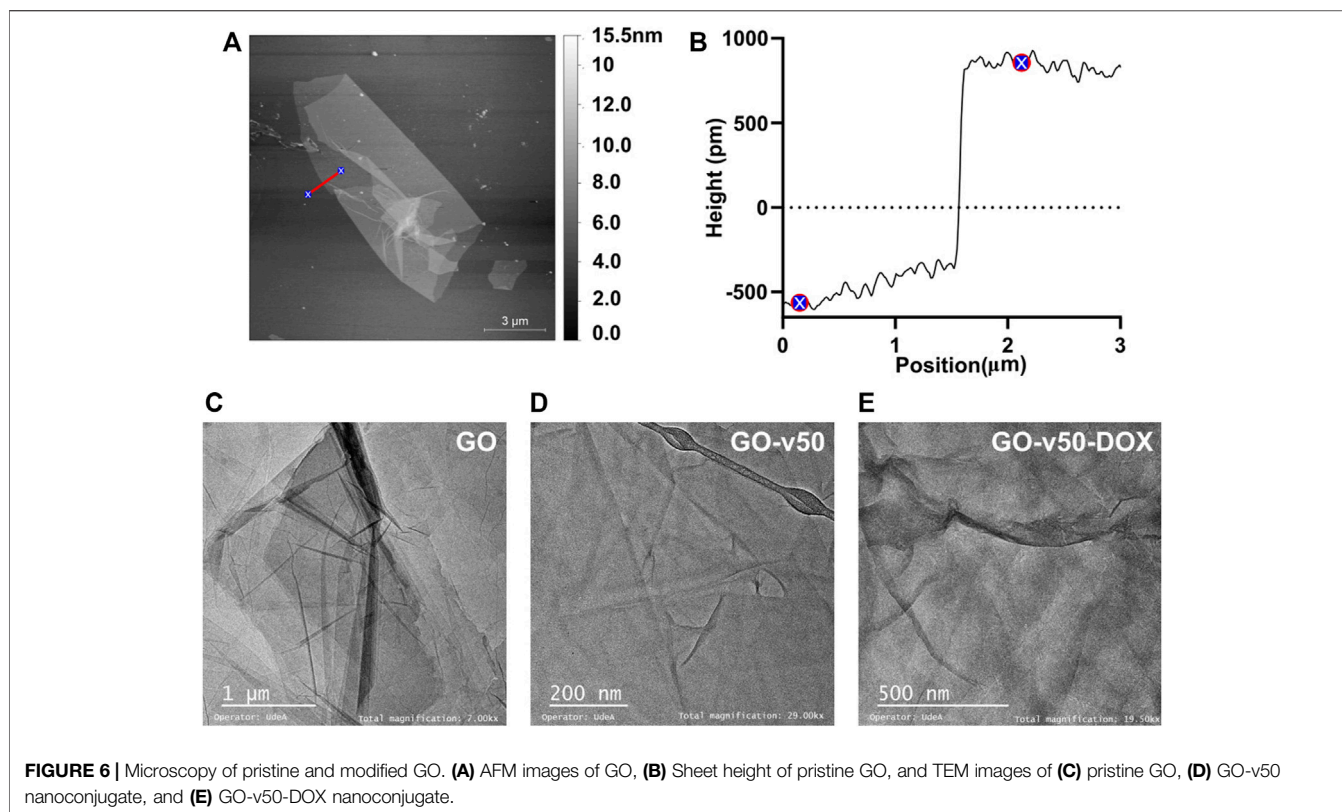 A
15.5nm
10
12.0
10.0
8.0
6.0
4.0
2.0
0.0
3 µm
B
1000
500
0
-500
Height (pm)
0 1 2 3
Position(µm)
C
GO
1 µm
Operator: UdeA Total magnification: 7.00kx
D
GO-v50
200 nm
Operator: UdeA Total magnification: 29.00kx
E
GO-v50-DOX
500 nm
Operator: UdeA Total magnification: 19.50kx
FIGURE 6 | Microscopy of pristine and modified GO. (A) AFM images of GO, (B) Sheet height of pristine GO, and TEM images of (C) pristine GO, (D) GO-v50
nanoconjugate, and (E) GO-v50-DOX nanoconjugate.